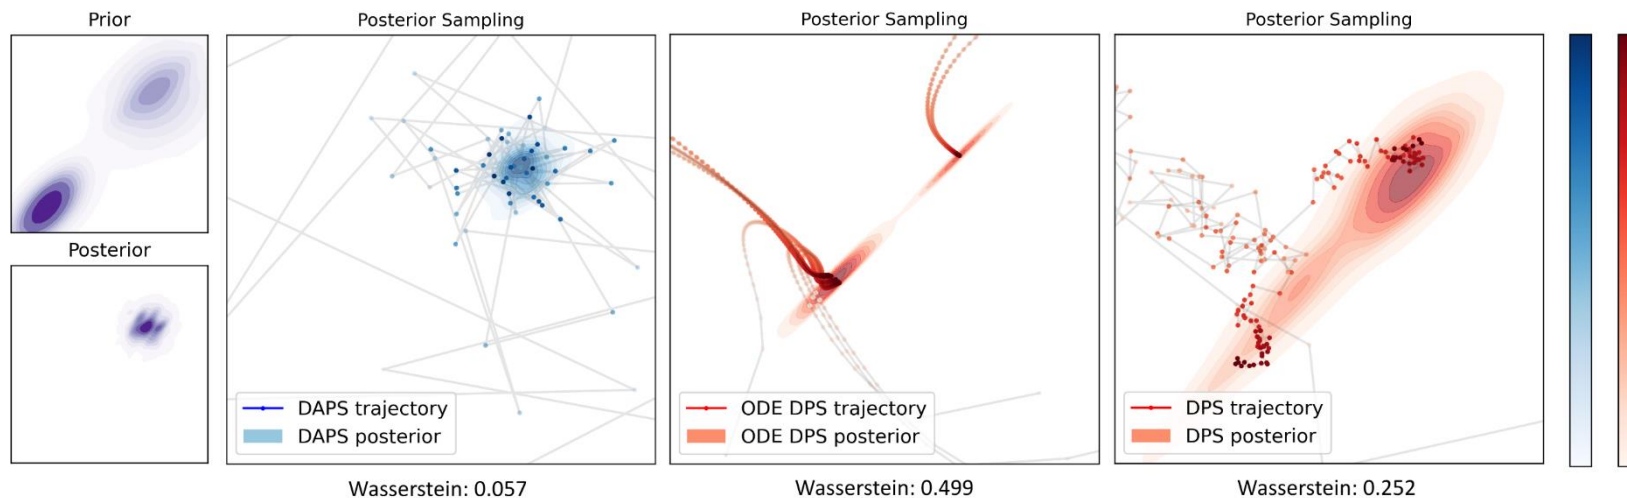 Prior
Posterior
Posterior Sampling
DAPS trajectory
DAPS posterior
Wasserstein: 0.057
Posterior Sampling
ODE DPS trajectory
ODE DPS posterior
Wasserstein: 0.499
Posterior Sampling
DPS trajectory
DPS posterior
Wasserstein: 0.252